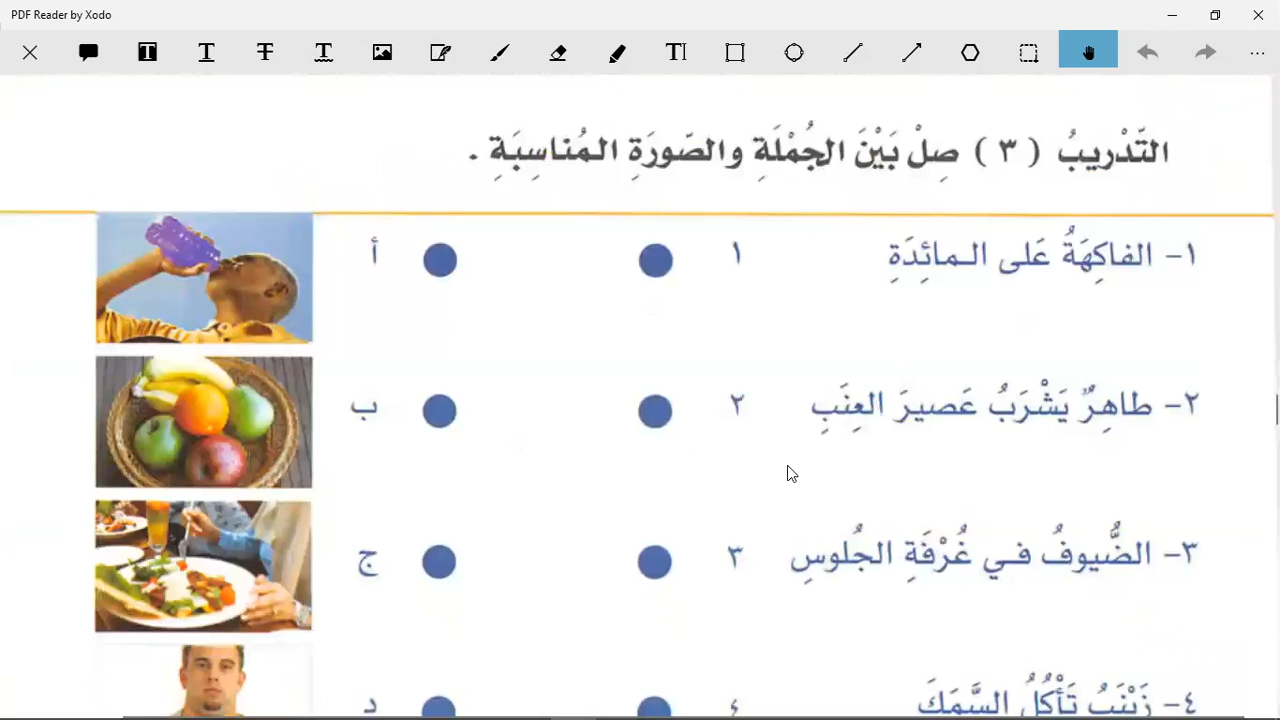 PDF Reader by Xodo
التّدْريبُ ( ٣ ) صِلْ بَيْنَ الجُمْلَةِ والصّورَةِ المُناسِبَةِ .
١- الفاكِهَةُ عَلى المائِدَةِ ١ أ
٢- طاهِرٌ يَشْرَبُ عَصيرَ العِنَبِ ٢ ب
٣- الضُّيوفُ في غُرْفَةِ الجُلوسِ ٣ ج
٤- زَيْنَبُ تَأْكُلُ السَّمَكَ ٤ د